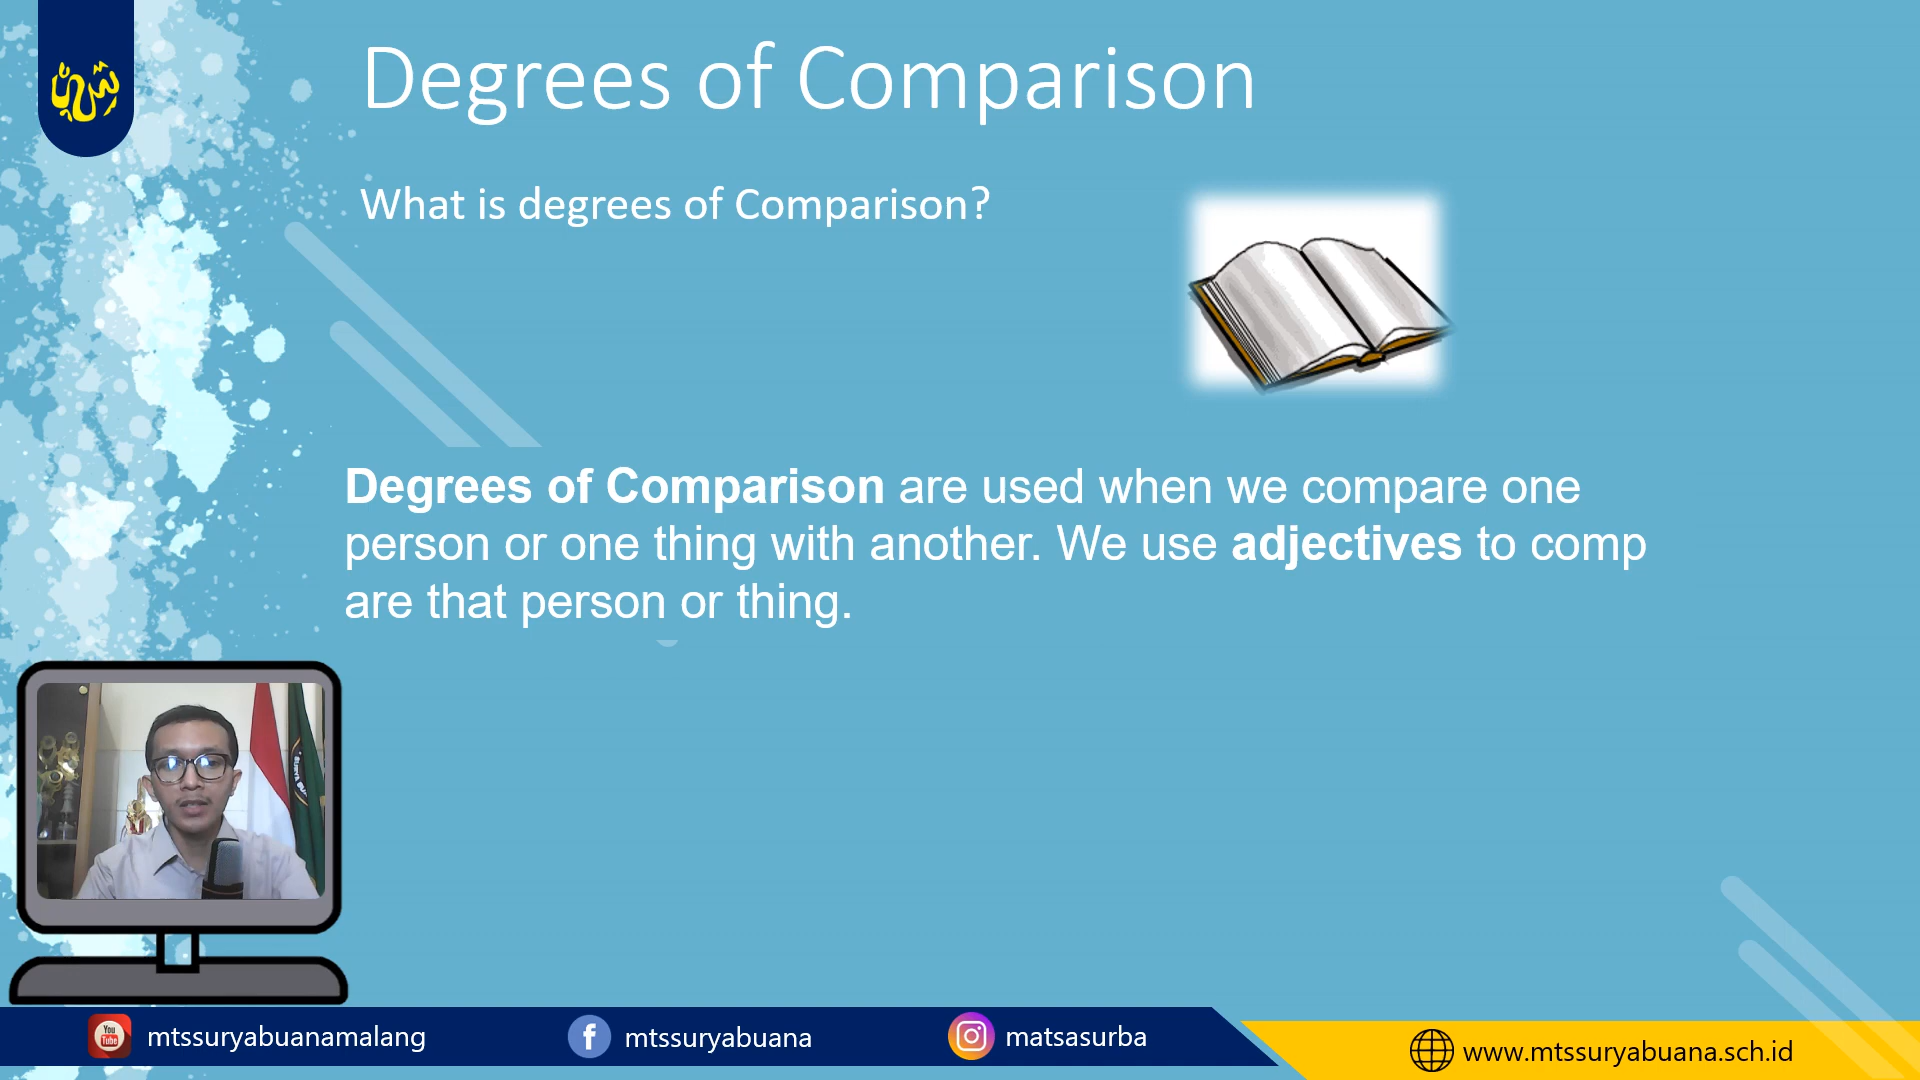 Degrees of Comparison
What is degrees of Comparison?
Degrees of Comparison are used when we compare one
person or one thing with another. We use adjectives to comp
are that person or thing.
You
Tube
mtssuryabuanamalang
mtssuryabuana
matsasurba
www.mtssuryabuana.sch.id